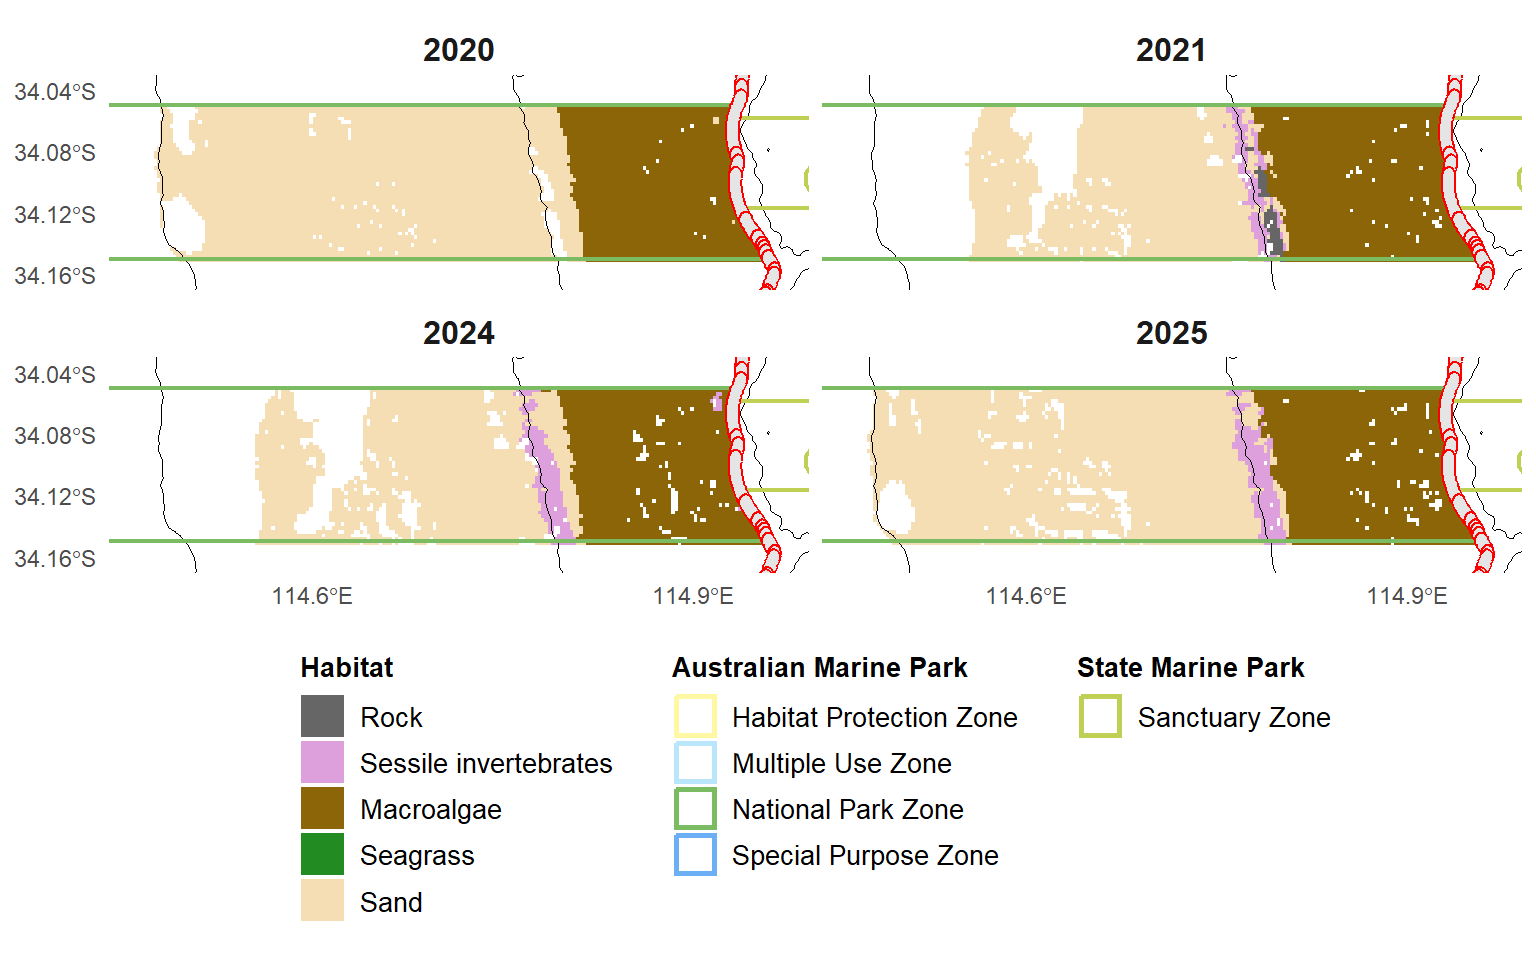 2020 2021
34.04°S
34.08°S
34.12°S
34.16°S
2024 2025
34.04°S
34.08°S
34.12°S
34.16°S
114.6°E 114.9°E 114.6°E 114.9°E
Habitat
Rock
Sessile invertebrates
Macroalgae
Seagrass
Sand
Australian Marine Park
Habitat Protection Zone
Multiple Use Zone
National Park Zone
Special Purpose Zone
State Marine Park
Sanctuary Zone